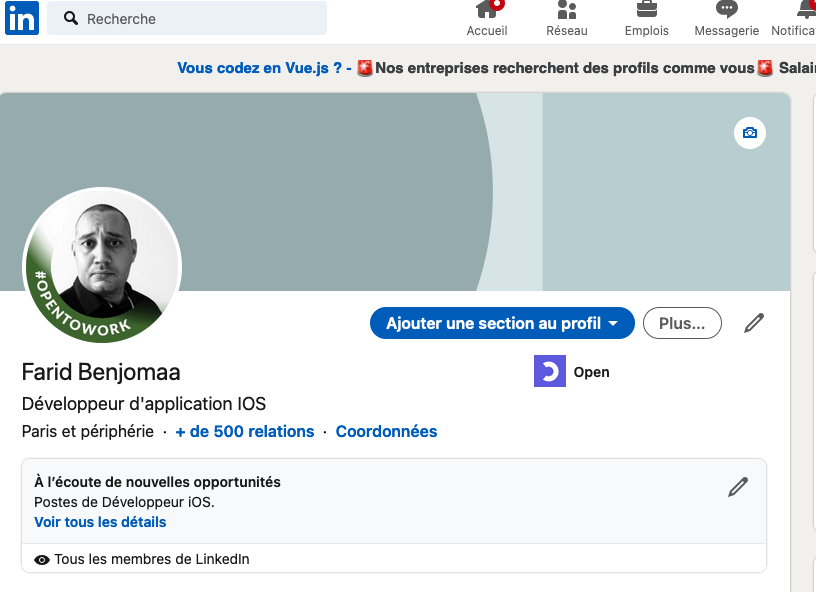 in
Recherche
Accueil
Réseau
Emplois
Messagerie
Vous codez en Vue.js ? - 🚨Nos entreprises recherchent des profils comme vous🚨
#OPENTOWORK
Ajouter une section au profil
Plus...
Farid Benjomaa
Open
Développeur d'application IOS
Paris et périphérie · + de 500 relations · Coordonnées
À l'écoute de nouvelles opportunités
Postes de Développeur iOS.
Voir tous les détails
Tous les membres de LinkedIn